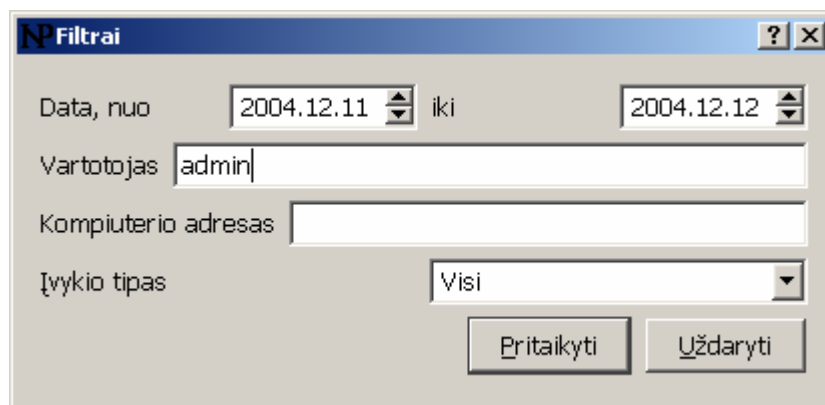 NP Filtrai
Data, nuo 2004.12.11 iki 2004.12.12
Vartotojas admin
Kompiuterio adresas
Įvykio tipas Visi
Pritaikyti Uždaryti